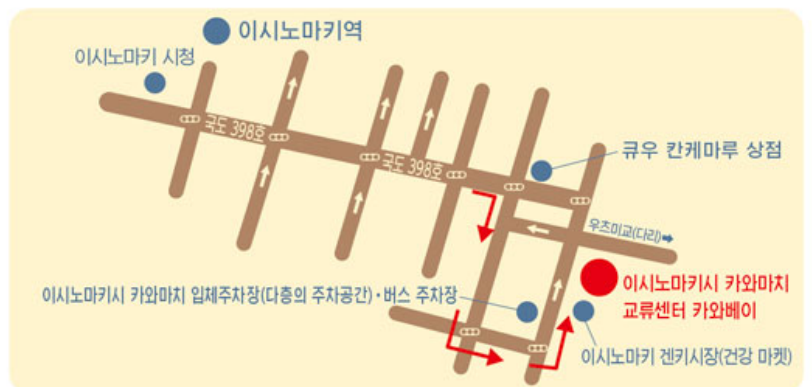 이시노마키역
이시노마키 시청
국도 398호
국도 398호
큐우 칸케마루 상점
우츠미교(다리)
이시노마키시 카와마치
교류센터 카와베이
이시노마키시 카와마치 입체주차장(다층의 주차공간)·버스 주차장
이시노마키 겐키시장(건강 마켓)